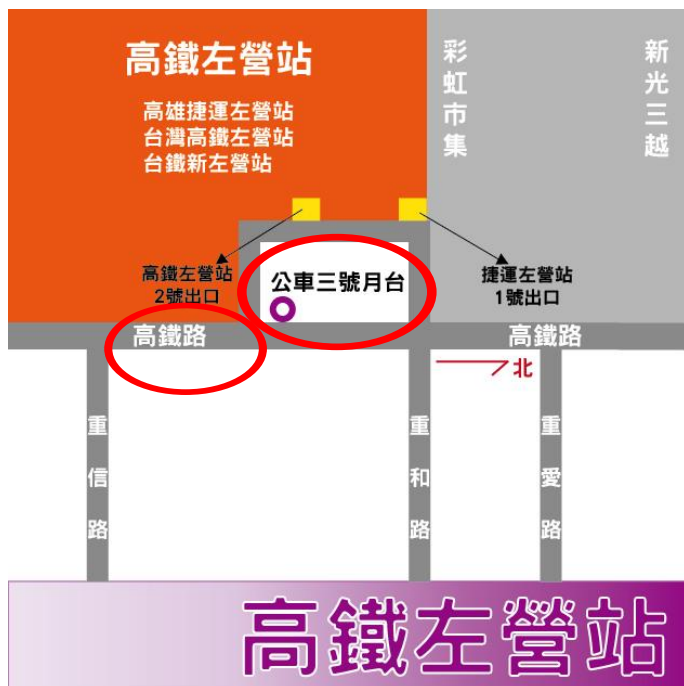 高鐵左營站
高雄捷運左營站
台灣高鐵左營站
台鐵新左營站
彩虹市集
新光三越
高鐵左營站
2號出口
公車三號月台
捷運左營站
1號出口
高鐵路
高鐵路
北
重信路
重和路
重愛路
高鐵左營站